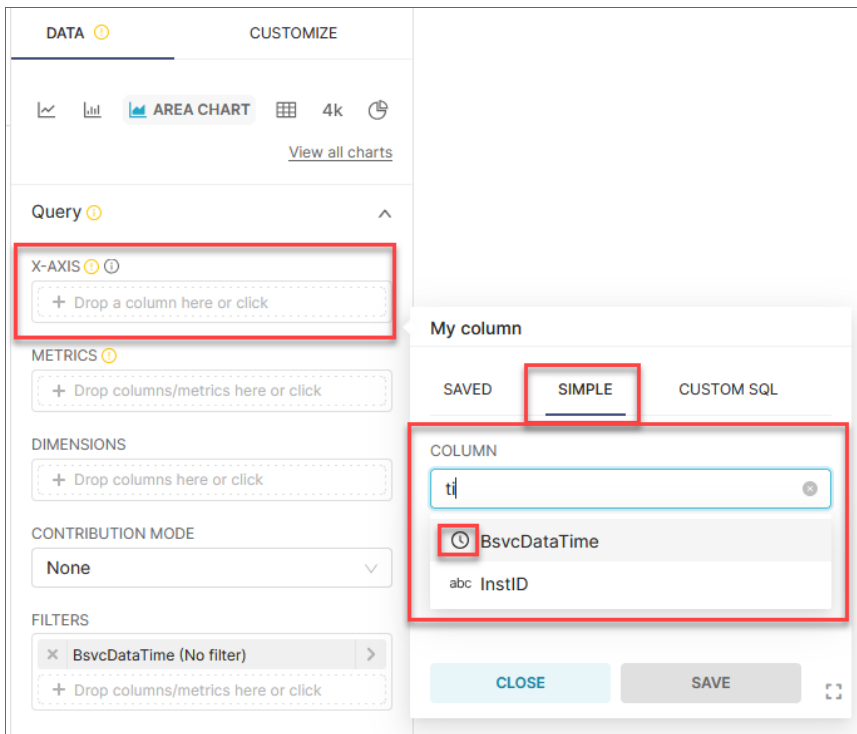 DATA
CUSTOMIZE
AREA CHART
4k
View all charts
Query
X-AXIS
+ Drop a column here or click
METRICS
+ Drop columns/metrics here or click
DIMENSIONS
+ Drop columns here or click
CONTRIBUTION MODE
None
FILTERS
BsvcDataTime (No filter)
+ Drop columns/metrics here or click
My column
SAVED
SIMPLE
CUSTOM SQL
COLUMN
ti
BsvcDataTime
abc InstID
CLOSE
SAVE